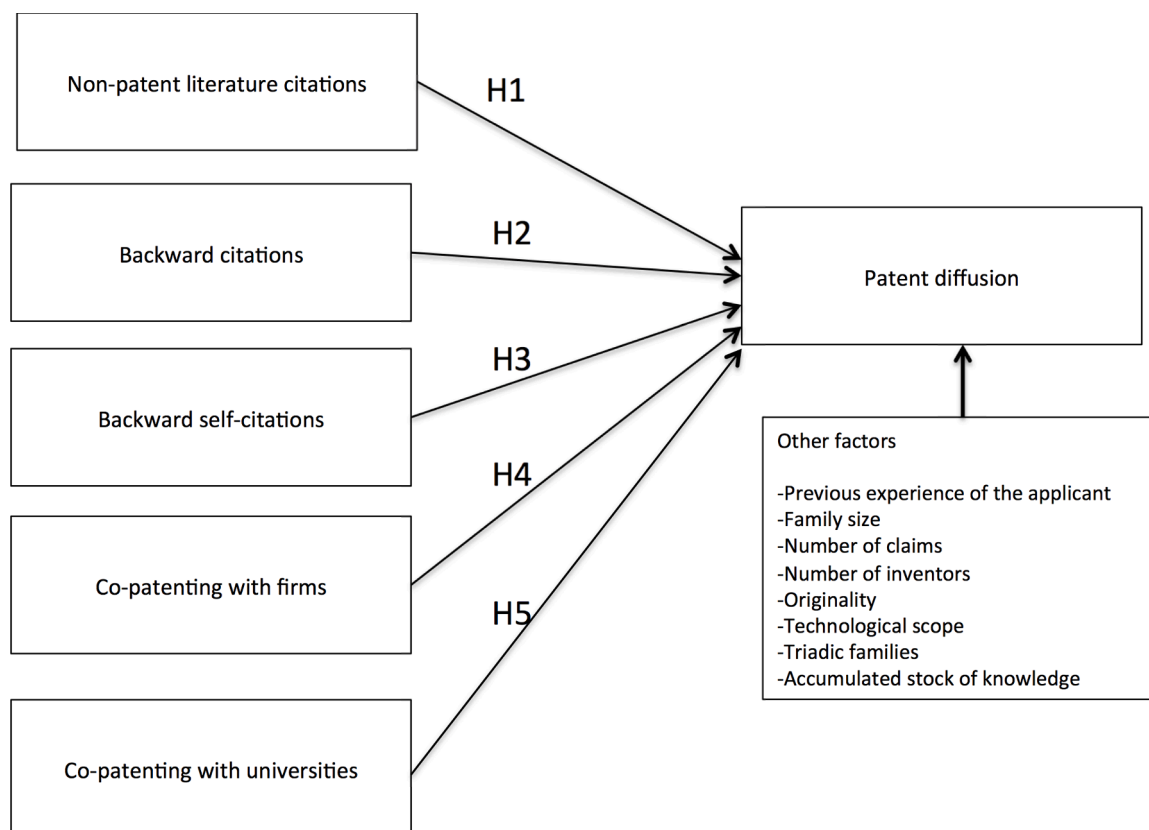 Non-patent literature citations
H1
Backward citations
H2
Patent diffusion
Backward self-citations
H3
Other factors
-Previous experience of the applicant
-Family size
-Number of claims
-Number of inventors
-Originality
-Technological scope
-Triadic families
-Accumulated stock of knowledge
Co-patenting with firms
H4
Co-patenting with universities
H5